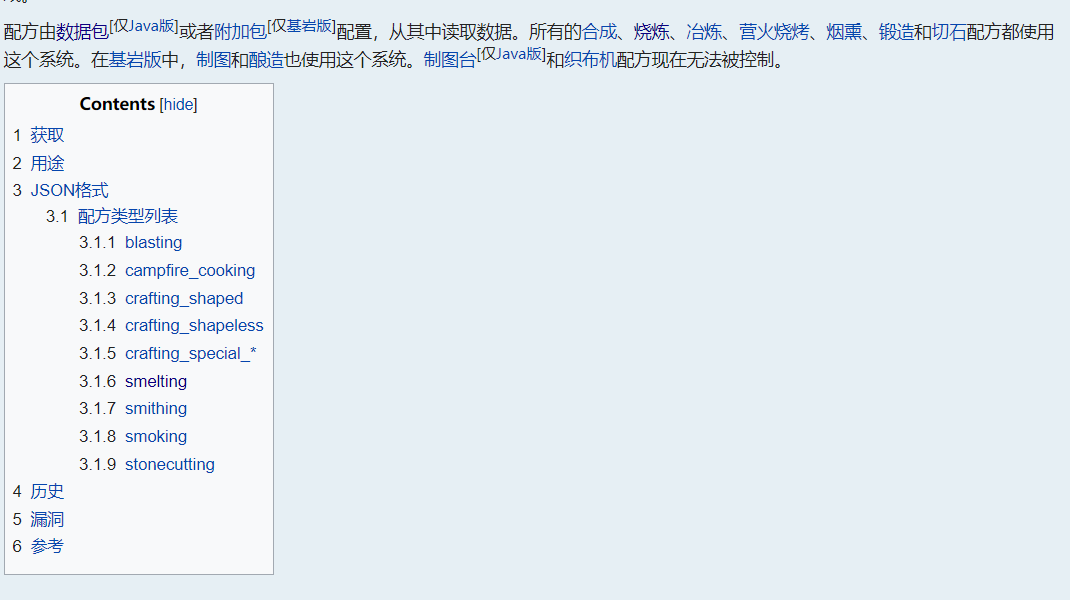 配方由数据包[仅Java版]或者附加包[仅基岩版]配置，从其中读取数据。所有的合成、烧炼、冶炼、营火烧烤、烟熏、锻造和切石配方都使用
这个系统。在基岩版中，制图和酿造也使用这个系统。制图台[仅Java版]和织布机配方现在无法被控制。
Contents [hide]
1 获取
2 用途
3 JSON格式
3.1 配方类型列表
3.1.1 blasting
3.1.2 campfire_cooking
3.1.3 crafting_shaped
3.1.4 crafting_shapeless
3.1.5 crafting_special_*
3.1.6 smelting
3.1.7 smithing
3.1.8 smoking
3.1.9 stonecutting
4 历史
5 漏洞
6 参考